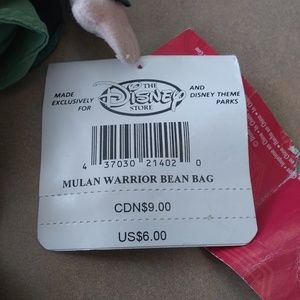 MADE EXCLUSIVELY FOR
THE DISNEY STORE
AND DISNEY THEME PARKS
4 37030 21402 0
MULAN WARRIOR BEAN BAG
CDN$9.00
US$6.00